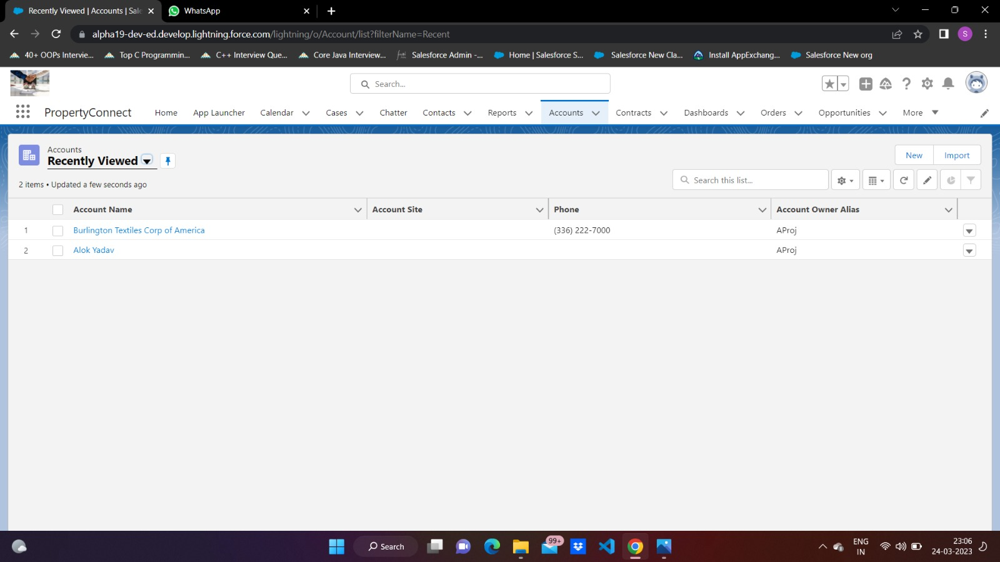 Recently Viewed | Accounts | Sale
WhatsApp
alpha19-dev-ed.develop.lightning.force.com/lightning/o/Account/list?filterName=Recent
S
40+ OOPs Intervie...
Top C Programmin...
C++ Interview Que...
Core Java Interview...
Salesforce Admin -...
Home | Salesforce S...
Salesforce New Cla...
Install AppExchang...
Salesforce New org
Search...
PropertyConnect
Home
App Launcher
Calendar
Cases
Chatter
Contacts
Reports
Accounts
Contracts
Dashboards
Orders
Opportunities
More
Accounts
Recently Viewed
New
Import
2 items • Updated a few seconds ago
Search this list...
Account Name
Account Site
Phone
Account Owner Alias
1 Burlington Textiles Corp of America (336) 222-7000 AProj
2 Alok Yadav AProj
Search
99+
ENG
IN
23:06
24-03-2023